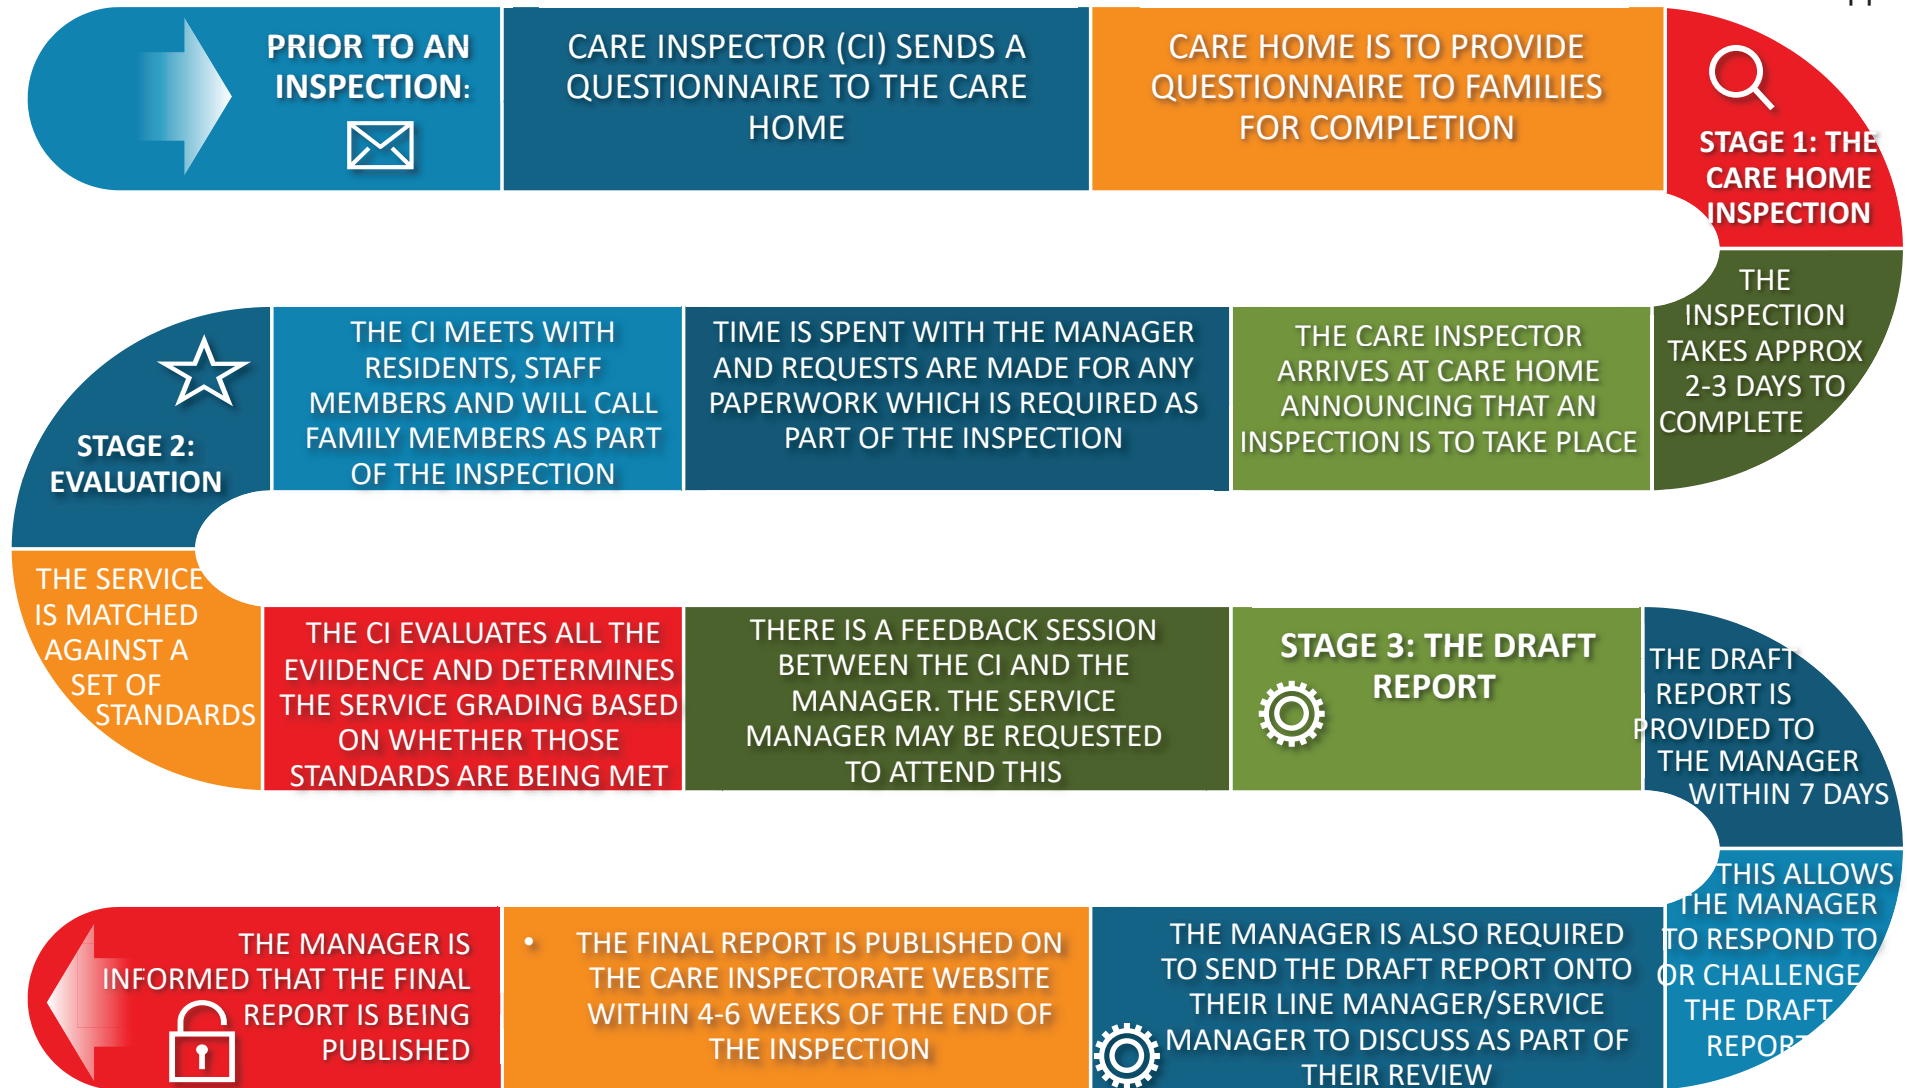 PRIOR TO AN
INSPECTION:
CARE INSPECTOR (CI) SENDS A
QUESTIONNAIRE TO THE CARE
HOME
CARE HOME IS TO PROVIDE
QUESTIONNAIRE TO FAMILIES
FOR COMPLETION
STAGE 1: THE
CARE HOME
INSPECTION
THE
INSPECTION
TAKES APPROX
2-3 DAYS TO
COMPLETE
THE CARE INSPECTOR
ARRIVES AT CARE HOME
ANNOUNCING THAT AN
INSPECTION IS TO TAKE PLACE
TIME IS SPENT WITH THE MANAGER
AND REQUESTS ARE MADE FOR ANY
PAPERWORK WHICH IS REQUIRED AS
PART OF THE INSPECTION
THE CI MEETS WITH
RESIDENTS, STAFF
MEMBERS AND WILL CALL
FAMILY MEMBERS AS PART
OF THE INSPECTION
STAGE 2:
EVALUATION
THE SERVICE
IS MATCHED
AGAINST A
SET OF
STANDARDS
THE CI EVALUATES ALL THE
EVIIDENCE AND DETERMINES
THE SERVICE GRADING BASED
ON WHETHER THOSE
STANDARDS ARE BEING MET
THERE IS A FEEDBACK SESSION
BETWEEN THE CI AND THE
MANAGER. THE SERVICE
MANAGER MAY BE REQUESTED
TO ATTEND THIS
STAGE 3: THE DRAFT
REPORT
THE DRAFT
REPORT IS
PROVIDED TO
THE MANAGER
WITHIN 7 DAYS
THIS ALLOWS
THE MANAGER
TO RESPOND TO
OR CHALLENGE
THE DRAFT
REPORT
THE MANAGER IS ALSO REQUIRED
TO SEND THE DRAFT REPORT ONTO
THEIR LINE MANAGER/SERVICE
MANAGER TO DISCUSS AS PART OF
THEIR REVIEW
• THE FINAL REPORT IS PUBLISHED ON
THE CARE INSPECTORATE WEBSITE
WITHIN 4-6 WEEKS OF THE END OF
THE INSPECTION
THE MANAGER IS
INFORMED THAT THE FINAL
REPORT IS BEING
PUBLISHED